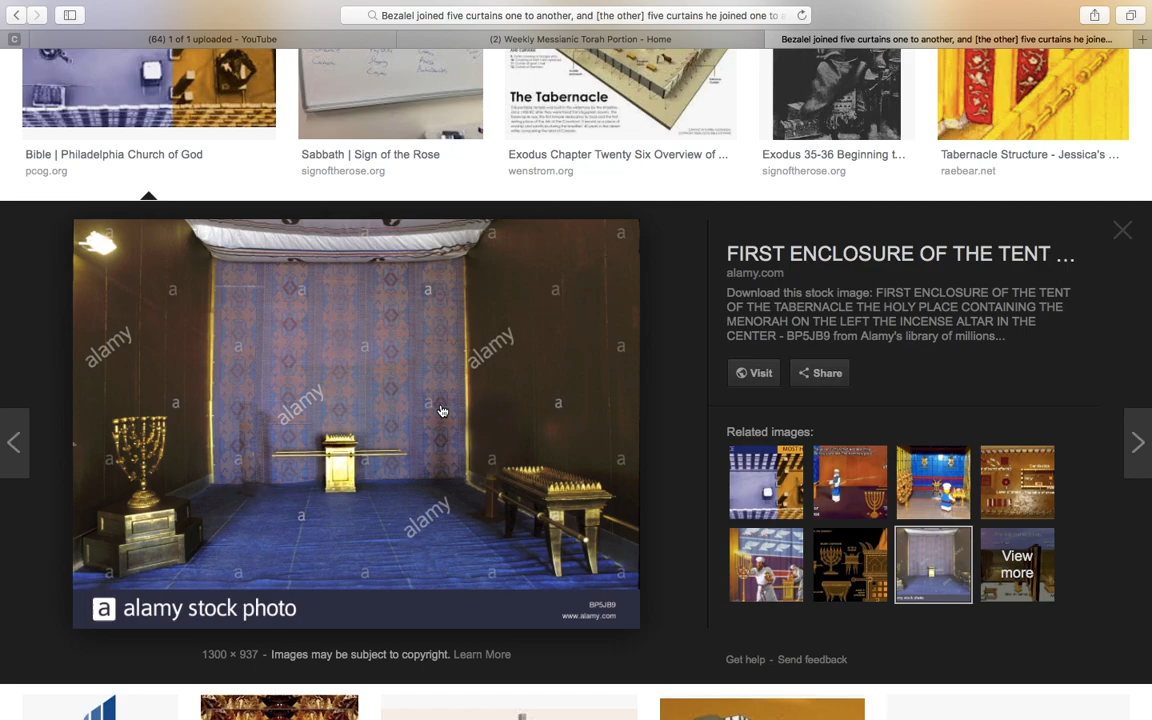 Bezalel joined five curtains one to another, and [the other] five curtains he joined one to a
C
(64) 1 of 1 uploaded - YouTube
(2) Weekly Messianic Torah Portion - Home
Bezalel joined five curtains one to another, and [the other] five curtains he joine...
The Tabernacle
Bible | Philadelphia Church of God
pcog.org
Sabbath | Sign of the Rose
signoftherose.org
Exodus Chapter Twenty Six Overview of ...
wenstrom.org
Exodus 35-36 Beginning t...
signoftherose.org
Tabernacle Structure - Jessica's ...
raebear.net
alamy
alamy
alamy
alamy
a alamy stock photo
BP5JB9
www.alamy.com
1300 × 937 - Images may be subject to copyright. Learn More
FIRST ENCLOSURE OF THE TENT ...
alamy.com
Download this stock image: FIRST ENCLOSURE OF THE TENT
OF THE TABERNACLE THE HOLY PLACE CONTAINING THE
MENORAH ON THE LEFT THE INCENSE ALTAR IN THE
CENTER - BP5JB9 from Alamy's library of millions...
Visit
Share
Related images:
View
more
Get help - Send feedback